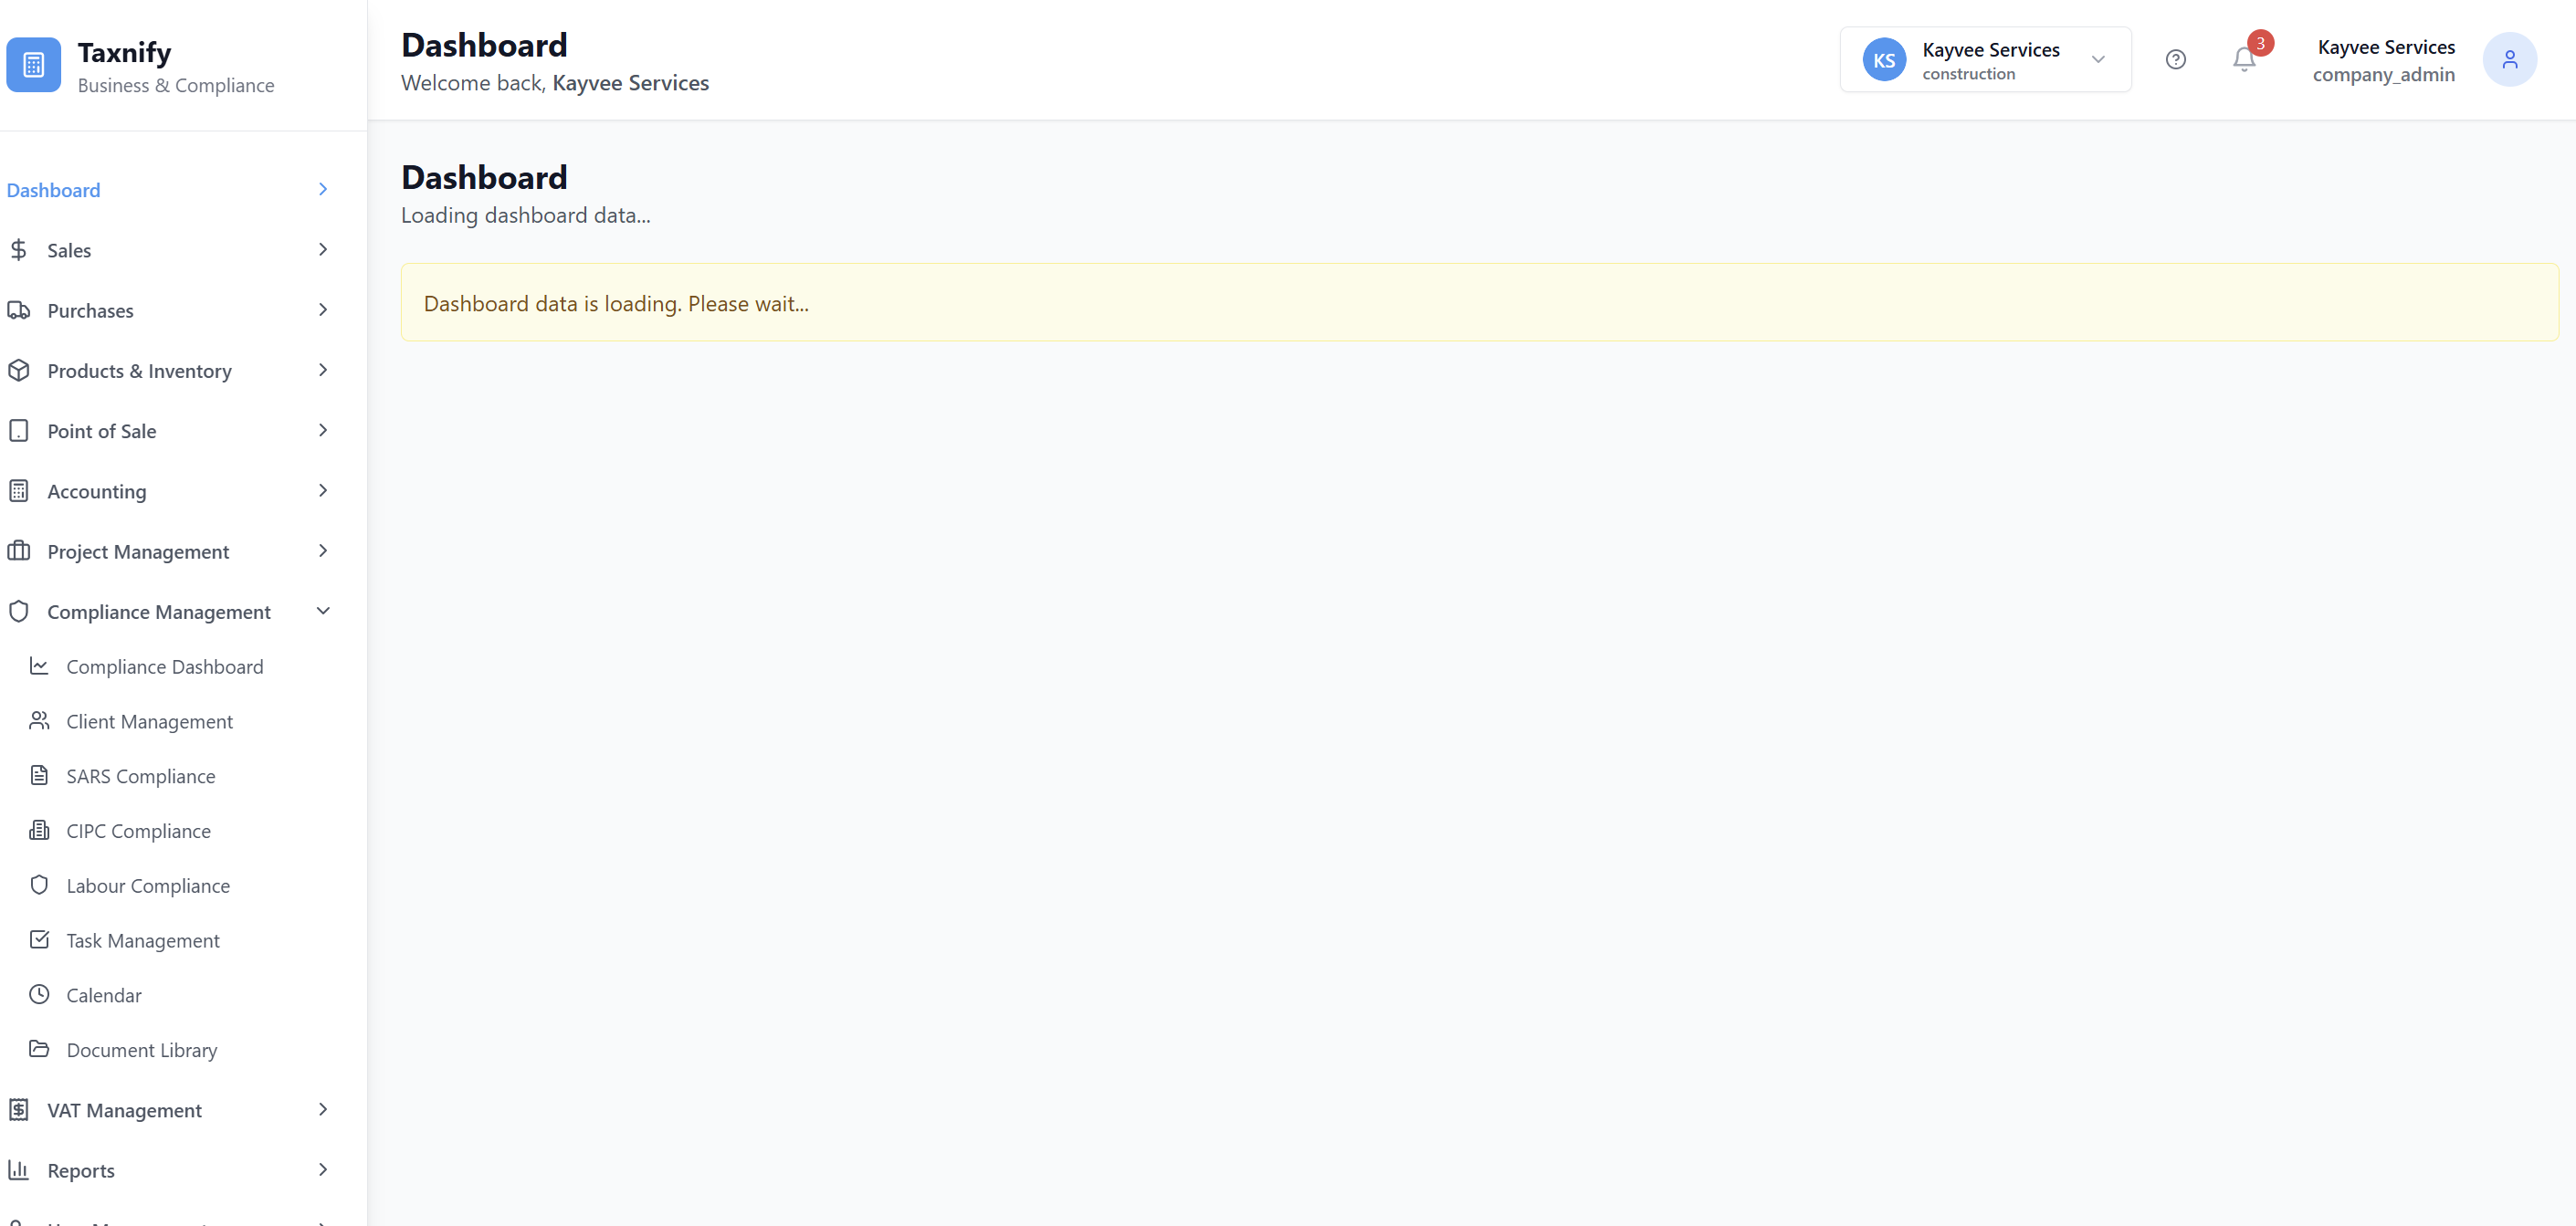 Taxnify
Business & Compliance
Dashboard
Sales
Purchases
Products & Inventory
Point of Sale
Accounting
Project Management
Compliance Management
Compliance Dashboard
Client Management
SARS Compliance
CIPC Compliance
Labour Compliance
Task Management
Calendar
Document Library
VAT Management
Reports
Dashboard
Welcome back, Kayvee Services
KS
Kayvee Services
construction
3
Kayvee Services
company_admin
Dashboard
Loading dashboard data...
Dashboard data is loading. Please wait...